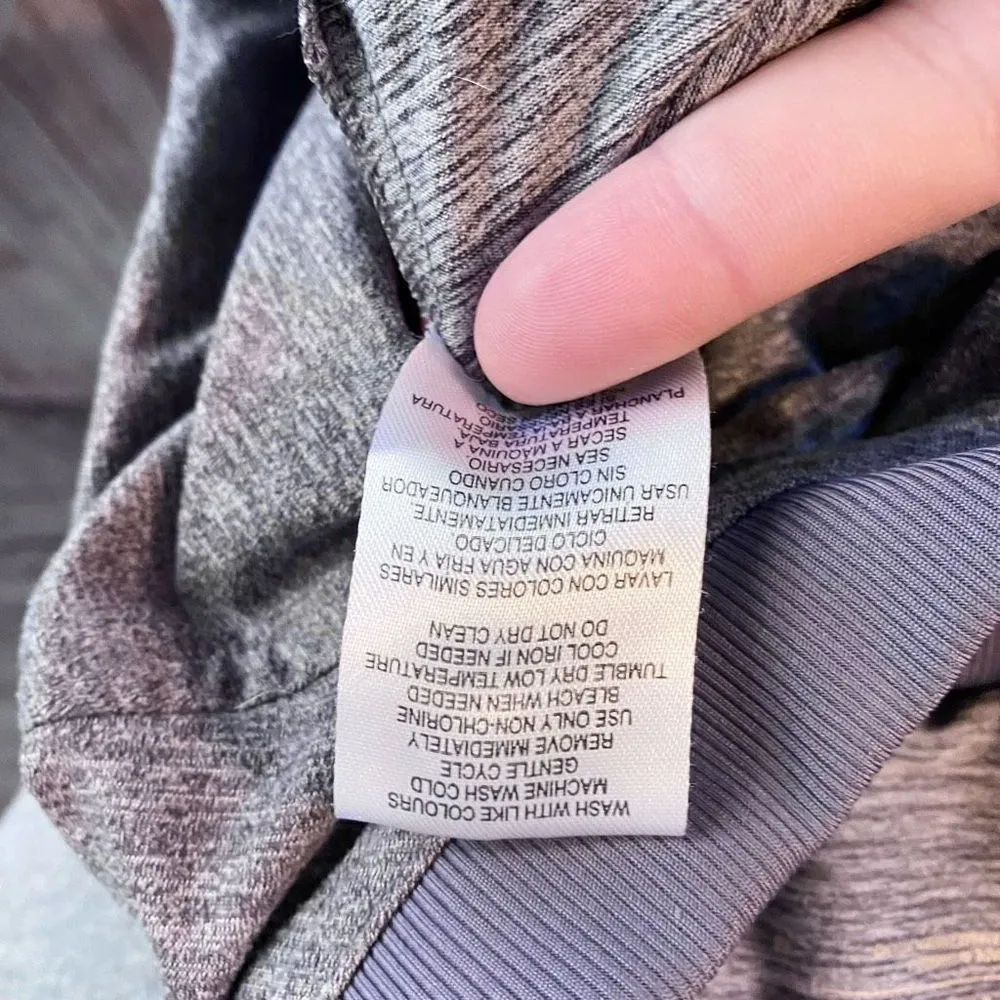 WASH WITH LIKE COLOURS
MACHINE WASH COLD
GENTLE CYCLE
REMOVE IMMEDIATELY
USE ONLY NON-CHLORINE
BLEACH WHEN NEEDED
TUMBLE DRY LOW TEMPERATURE
COOL IRON IF NEEDED
DO NOT DRY CLEAN
LAVAR CON COLORES SIMILARES
MAQUINA CON AGUA FRIA Y EN
CICLO DELICADO
RETIRAR INMEDIATAMENTE.
USAR UNICAMENTE BLANQUEADOR
SIN CLORO CUANDO
SEA NECESARIO
SECAR A MAQUINA.
TEMPERATURA BAJA A
PLANCHAR A TEMPERATURA